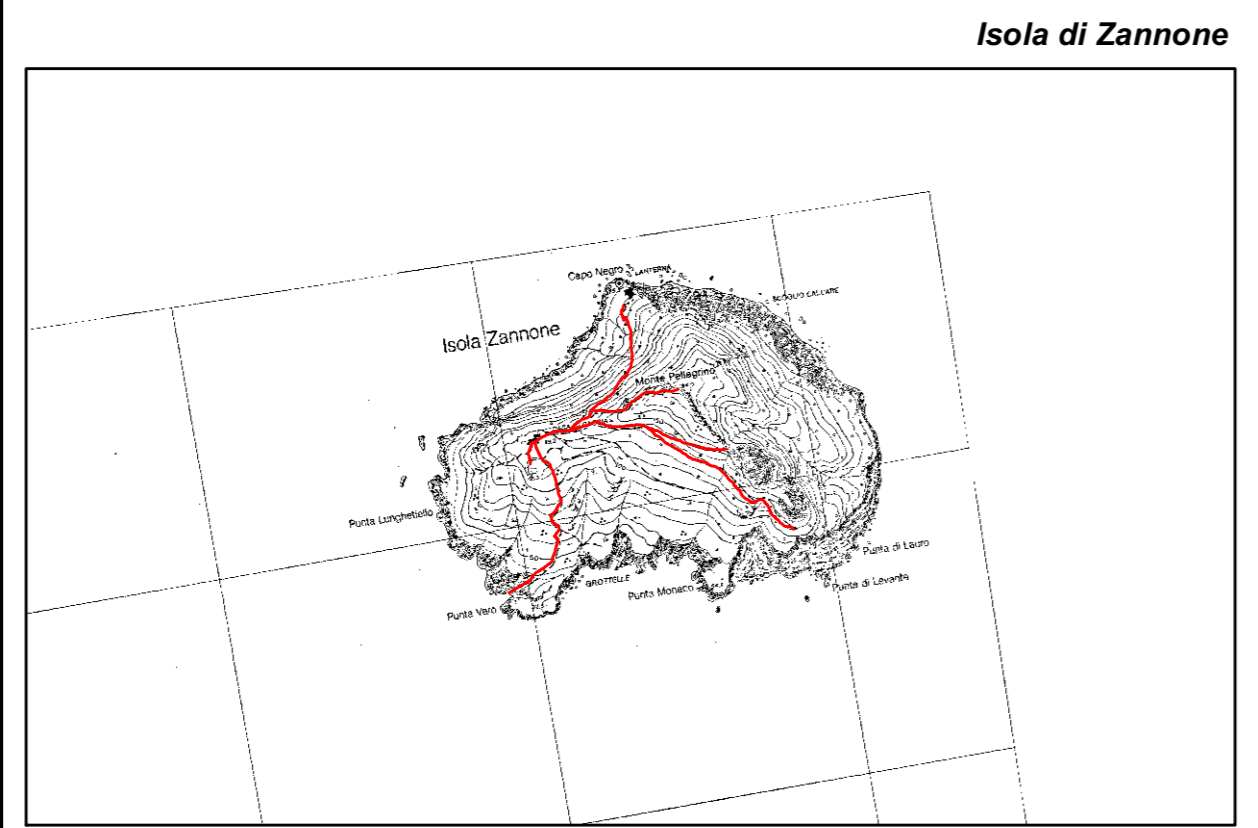 Isola di Zannone
Capo Negro
LANTERNA
SCOGLIO CALCARE
Isola Zannone
Monte Pellegrino
Punta Lunghetiello
Punta di Lauro
GROTTELLE
Punta Monaco
Punta di Levante
Punta Varo